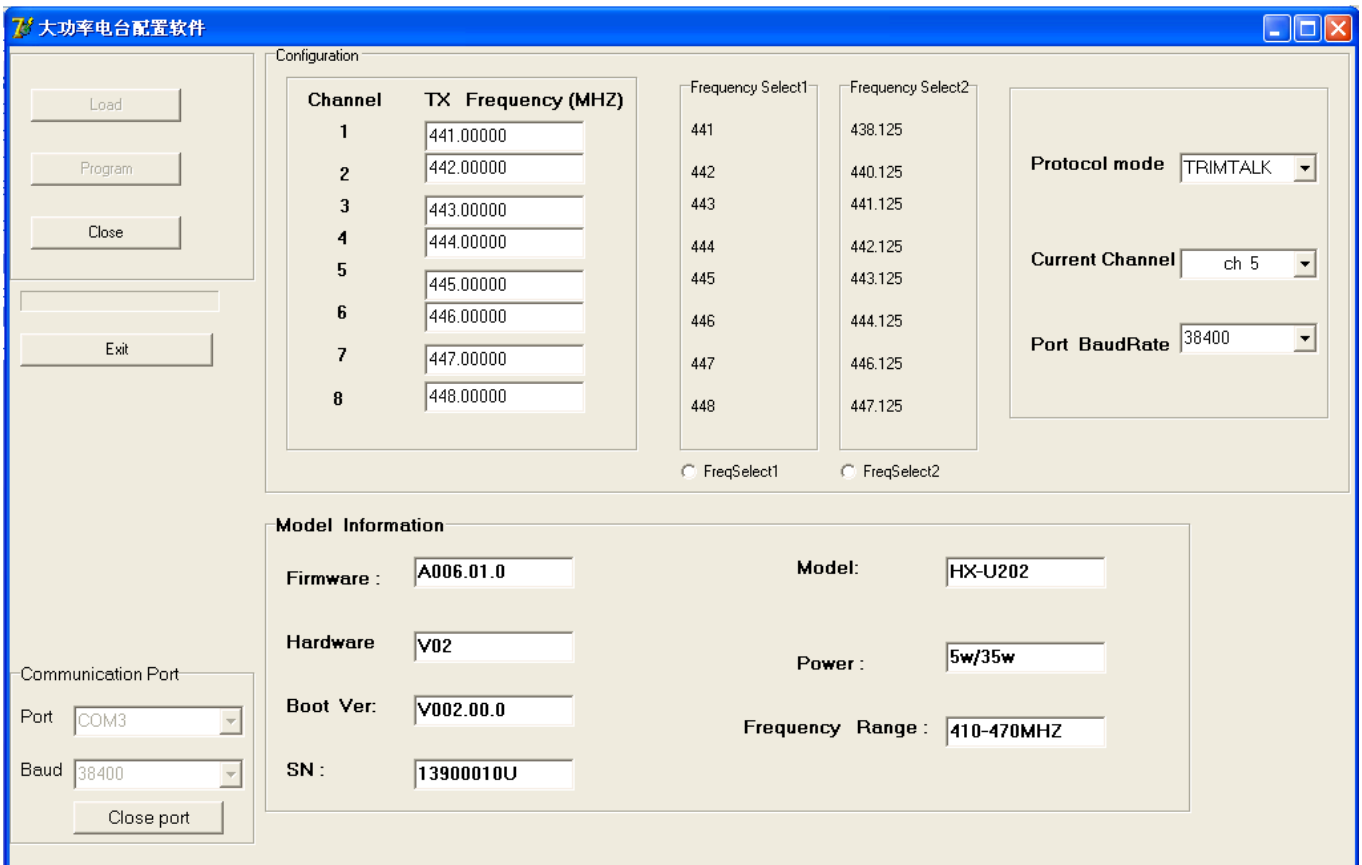 大功率电台配置软件
Load
Program
Close
Exit
Configuration
Channel TX Frequency (MHZ)
1 441.00000
2 442.00000
3 443.00000
4 444.00000
5 445.00000
6 446.00000
7 447.00000
8 448.00000
Frequency Select1
441
442
443
444
445
446
447
448
FreqSelect1
Frequency Select2
438.125
440.125
441.125
442.125
443.125
444.125
446.125
447.125
FreqSelect2
Protocol mode TRIMTALK
Current Channel ch 5
Port BaudRate 38400
Model Information
Firmware : A006.01.0
Hardware V02
Boot Ver: V002.00.0
SN : 13900010U
Model: HX-U202
Power : 5w/35w
Frequency Range : 410-470MHZ
Communication Port
Port COM3
Baud 38400
Close port